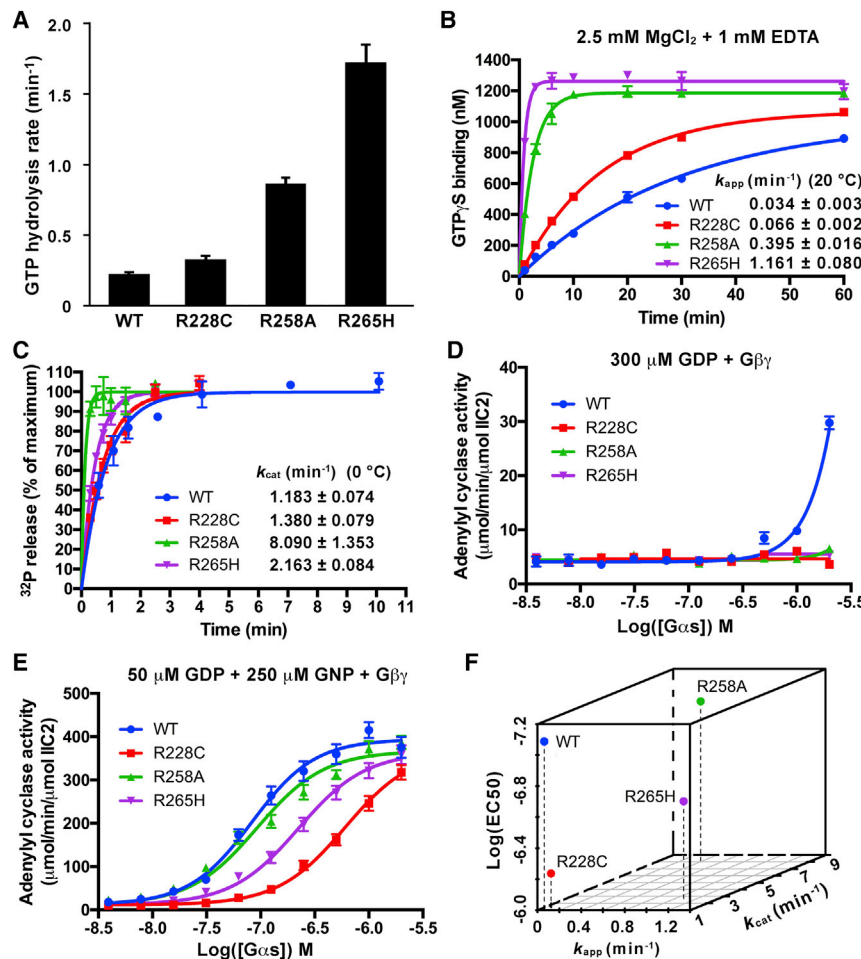 A
GTP hydrolysis rate (min⁻¹)
2.0
1.5
1.0
0.5
0
WT R228C R258A R265H
B
2.5 mM MgCl₂ + 1 mM EDTA
GTPγS binding (nM)
1400
1200
1000
800
600
400
200
0
k_app (min⁻¹) (20 °C)
WT 0.034 ± 0.003
R228C 0.066 ± 0.002
R258A 0.395 ± 0.016
R265H 1.161 ± 0.080
0 10 20 30 40 50 60
Time (min)
C
³²P release (% of maximum)
110
100
90
80
70
60
50
40
30
20
10
0
k_cat (min⁻¹) (0 °C)
WT 1.183 ± 0.074
R228C 1.380 ± 0.079
R258A 8.090 ± 1.353
R265H 2.163 ± 0.084
0 1 2 3 4 5 6 7 8 9 10 11
Time (min)
D
300 μM GDP + Gβγ
Adenylyl cyclase activity
(μmol/min/μmol IIC2)
40
30
20
10
0
WT
R228C
R258A
R265H
-8.5 -8.0 -7.5 -7.0 -6.5 -6.0 -5.5
Log([Gαs]) M
E
50 μM GDP + 250 μM GNP + Gβγ
Adenylyl cyclase activity
(μmol/min/μmol IIC2)
500
400
300
200
100
0
WT
R228C
R258A
R265H
-8.5 -8.0 -7.5 -7.0 -6.5 -6.0 -5.5
Log([Gαs]) M
F
R258A
-7.2
WT
-6.8
R265H
Log(EC50)
-6.4
R228C
-6.0
0 0.4 0.8 1.2
k_app (min⁻¹)
1 3 5 7 9
k_cat (min⁻¹)